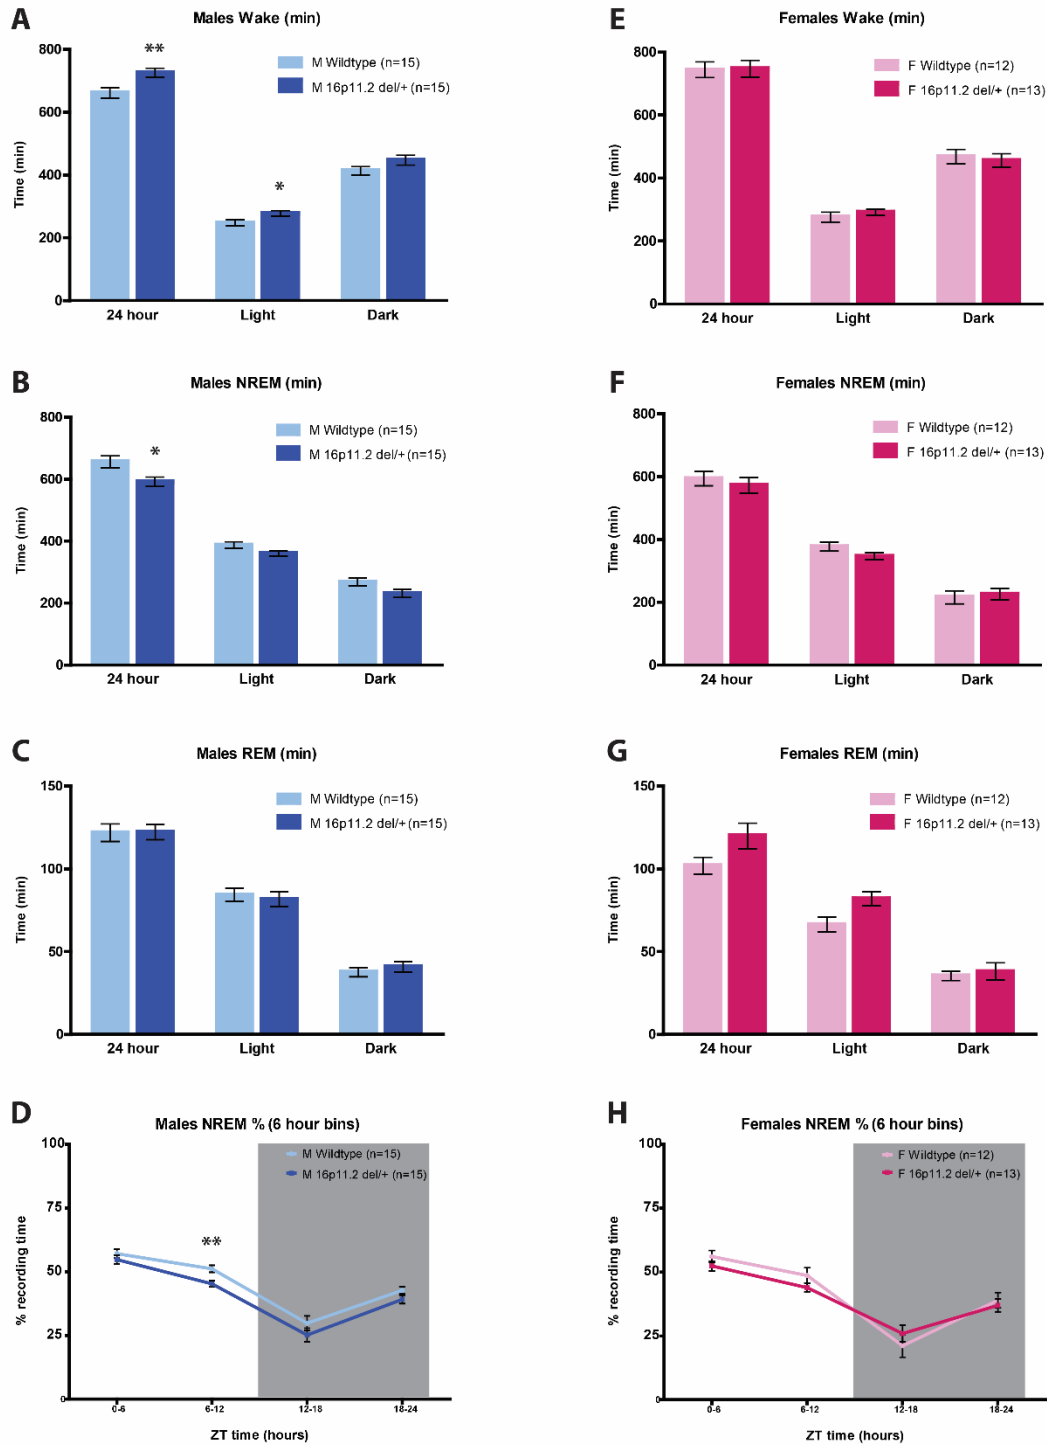 A
Males Wake (min)
M Wildtype (n=15)
M 16p11.2 del/+ (n=15)
Time (min)
800
600
400
200
0
**
*
24 hour
Light
Dark
B
Males NREM (min)
M Wildtype (n=15)
M 16p11.2 del/+ (n=15)
Time (min)
800
600
400
200
0
*
24 hour
Light
Dark
C
Males REM (min)
M Wildtype (n=15)
M 16p11.2 del/+ (n=15)
Time (min)
150
100
50
0
24 hour
Light
Dark
D
Males NREM % (6 hour bins)
M Wildtype (n=15)
M 16p11.2 del/+ (n=15)
% recording time
100
75
50
25
0
**
0-6
6-12
12-18
18-24
ZT time (hours)
E
Females Wake (min)
F Wildtype (n=12)
F 16p11.2 del/+ (n=13)
Time (min)
800
600
400
200
0
24 hour
Light
Dark
F
Females NREM (min)
F Wildtype (n=12)
F 16p11.2 del/+ (n=13)
Time (min)
800
600
400
200
0
24 hour
Light
Dark
G
Females REM (min)
F Wildtype (n=12)
F 16p11.2 del/+ (n=13)
Time (min)
150
100
50
0
24 hour
Light
Dark
H
Females NREM % (6 hour bins)
F Wildtype (n=12)
F 16p11.2 del/+ (n=13)
% recording time
100
75
50
25
0
0-6
6-12
12-18
18-24
ZT time (hours)